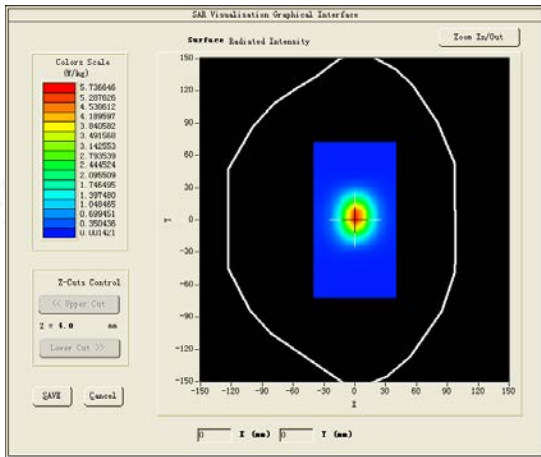 SAR Visualisation Graphical Interface
Surface Radiated Intensity
Zoom In/Out
Colors Scale
(W/kg)
5.736646
5.287626
4.538612
4.189597
3.840582
3.491568
3.142553
2.793539
2.444524
2.095509
1.746495
1.397480
1.048465
0.699451
0.350436
0.001421
Z-Cuts Control
<< Upper Cut
Z = 4.0 mm
Lower Cut >>
SAVE Cancel
150
120
90
60
30
0
-30
-60
-90
-120
-150
Y
-150 -120 -90 -60 -30 0 30 60 90 120 150
X
0 X (mm) 0 Y (mm)